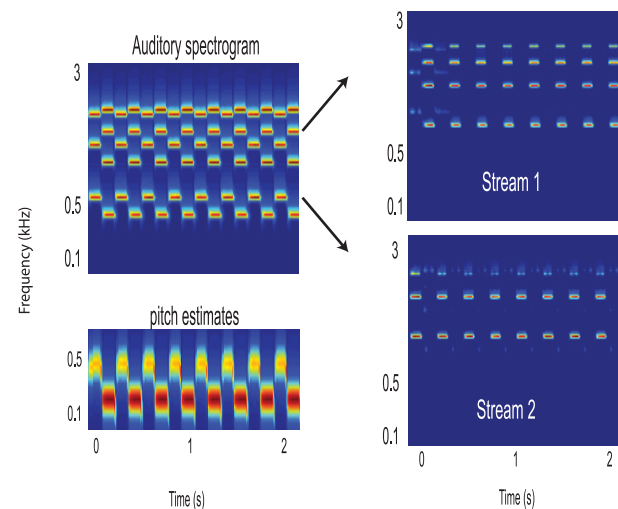 Auditory spectrogram
3
0.5
0.1
Frequency (kHz)
pitch estimates
0.5
0.1
0 1 2
Time (s)
3
0.5
0.1
Stream 1
3
0.5
0.1
Stream 2
0 1 2
Time (s)